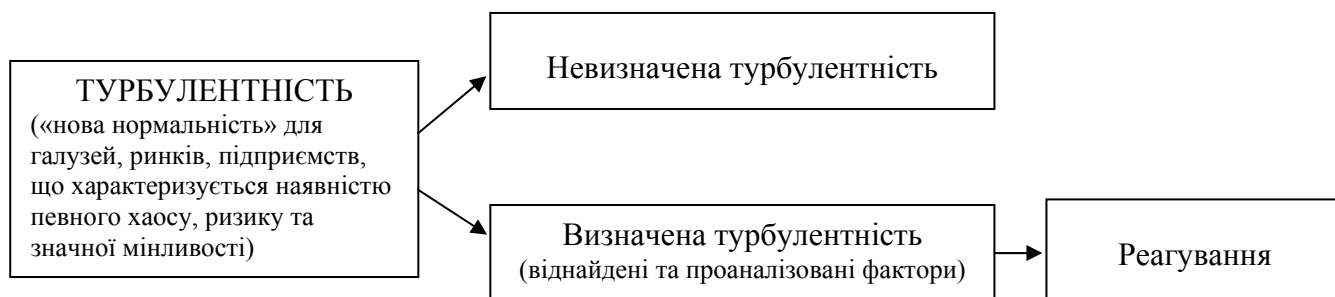 ТУРБУЛЕНТНІСТЬ
(«нова нормальність» для
галузей, ринків, підприємств,
що характеризується наявністю
певного хаосу, ризику та
значної мінливості)
Невизначена турбулентність
Визначена турбулентність
(віднайдені та проаналізовані фактори)
Реагування